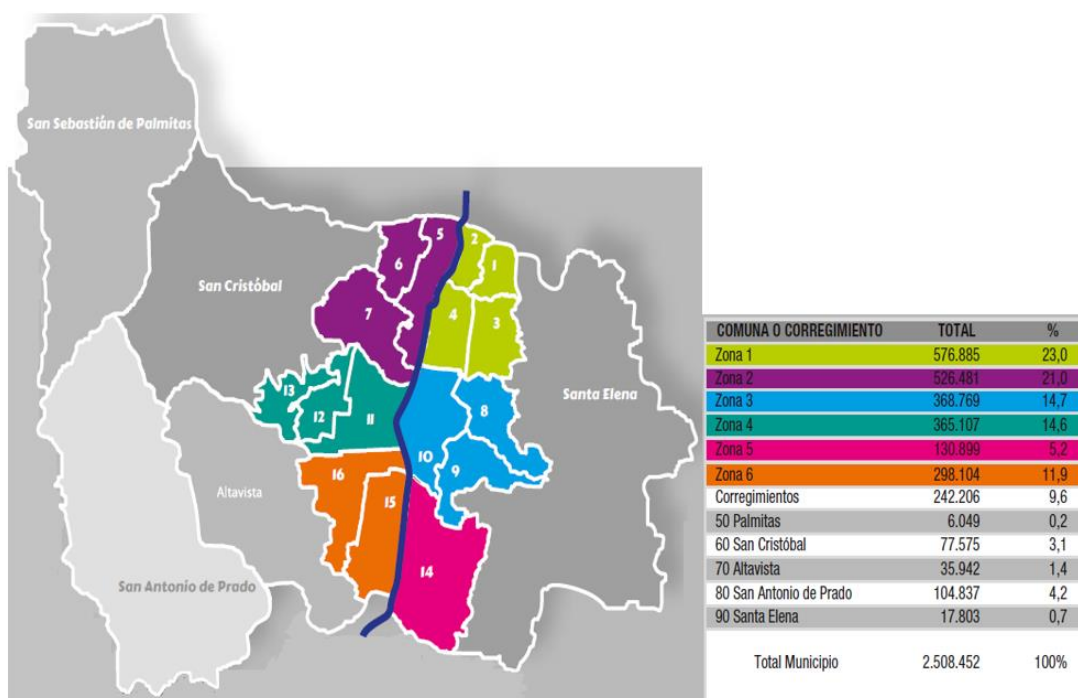 San Sebastián de Palmitas
San Cristóbal
Altavista
San Antonio de Prado
Santa Elena
5
2
6
1
7
4
3
13
12
11
8
10
9
16
15
14
COMUNA O CORREGIMIENTO TOTAL %
Zona 1 576.885 23,0
Zona 2 526.481 21,0
Zona 3 368.769 14,7
Zona 4 365.107 14,6
Zona 5 130.899 5,2
Zona 6 298.104 11,9
Corregimientos 242.206 9,6
50 Palmitas 6.049 0,2
60 San Cristóbal 77.575 3,1
70 Altavista 35.942 1,4
80 San Antonio de Prado 104.837 4,2
90 Santa Elena 17.803 0,7
Total Municipio 2.508.452 100%